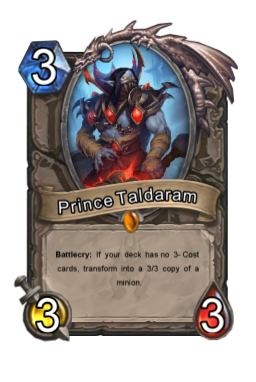 3
Prince Taldaram
Battlecry: If your deck has no 3- Cost
cards, transform into a 3/3 copy of a
minion.
3
3